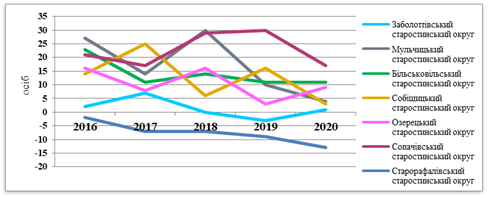 35
30
25
20
15
10
5
0
-5
-10
-15
-20
осіб
2016 2017 2018 2019 2020
Заболоттівський
старостинський округ
Мульчицький
старостинський округ
Більськовільський
старостинський округ
Собіщицький
старостинський округ
Озерецький
старостинський округ
Сопачівський
старостинський округ
Старорафалівський
старостинський округ